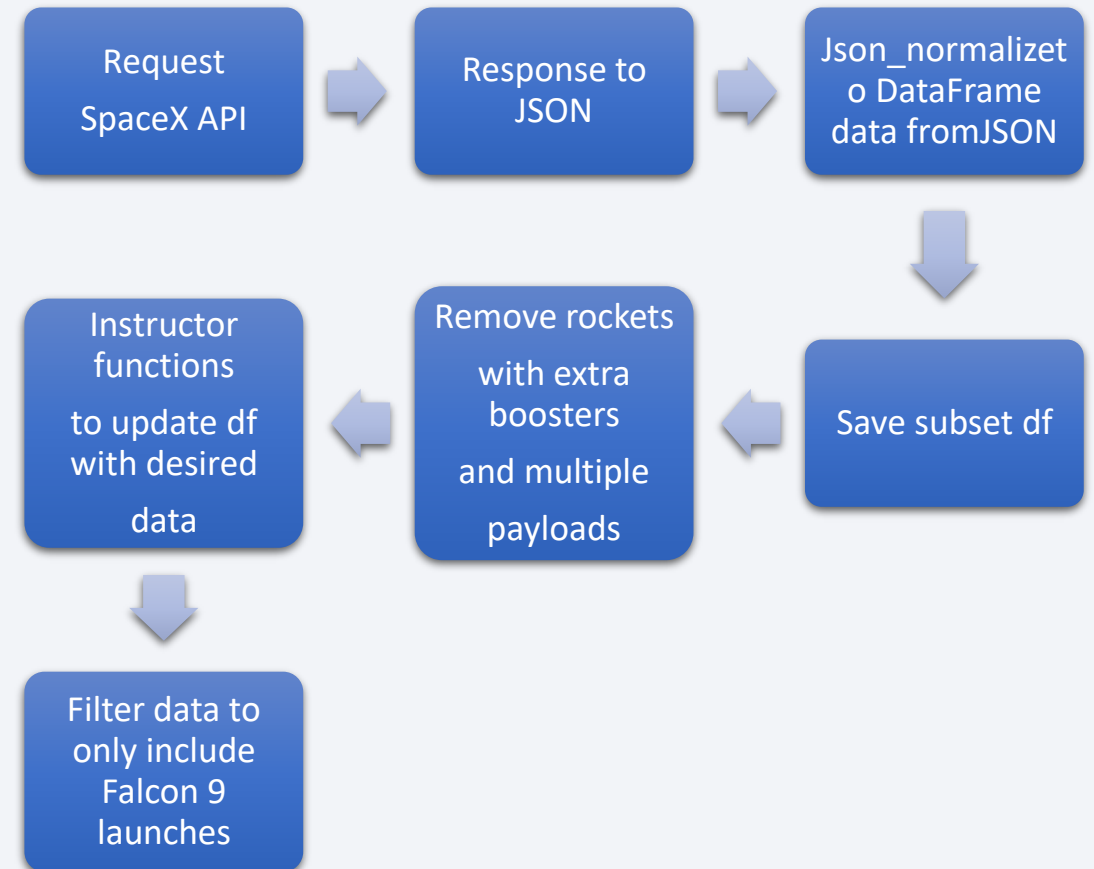 Request
SpaceX API
Response to
JSON
Json_normalizet
o DataFrame
data fromJSON
Save subset df
Remove rockets
with extra
boosters
and multiple
payloads
Instructor
functions
to update df
with desired
data
Filter data to
only include
Falcon 9
launches